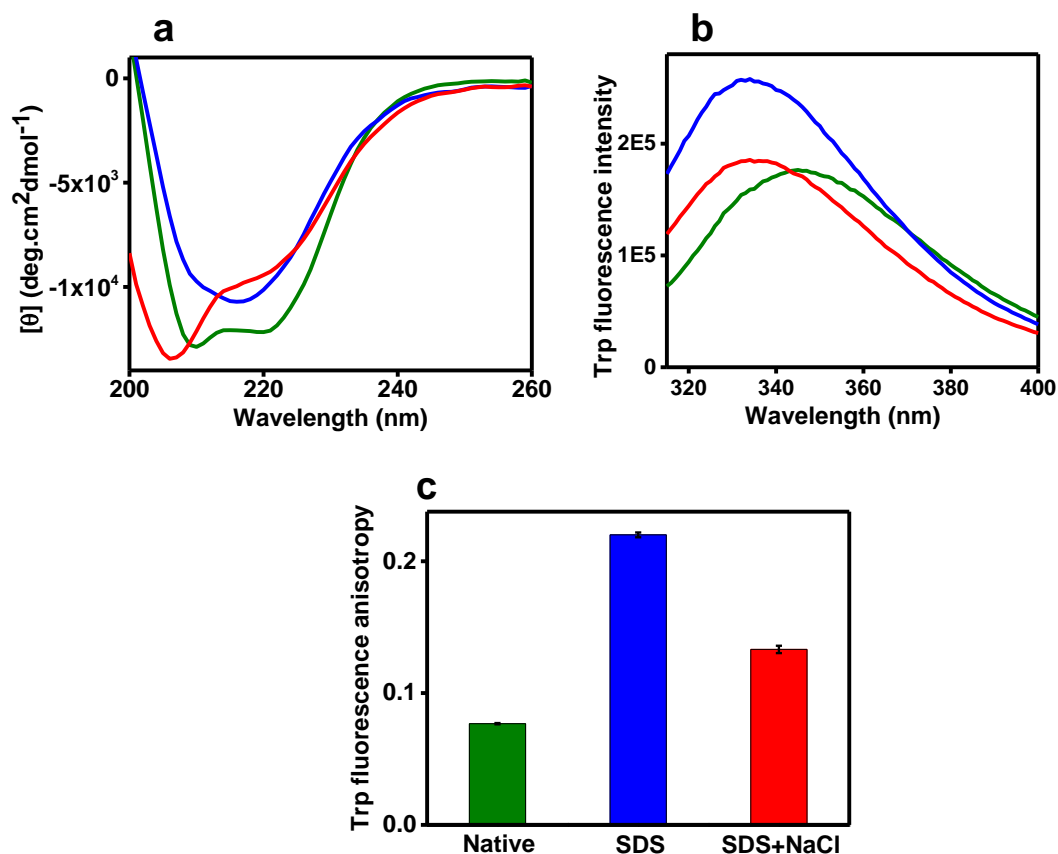 a
[θ] (deg.cm2dmol-1)
0
-5x103
-1x104
200 220 240 260
Wavelength (nm)
b
Trp fluorescence intensity
2E5
1E5
0
320 340 360 380 400
Wavelength (nm)
c
Trp fluorescence anisotropy
0.2
0.1
0.0
Native SDS SDS+NaCl